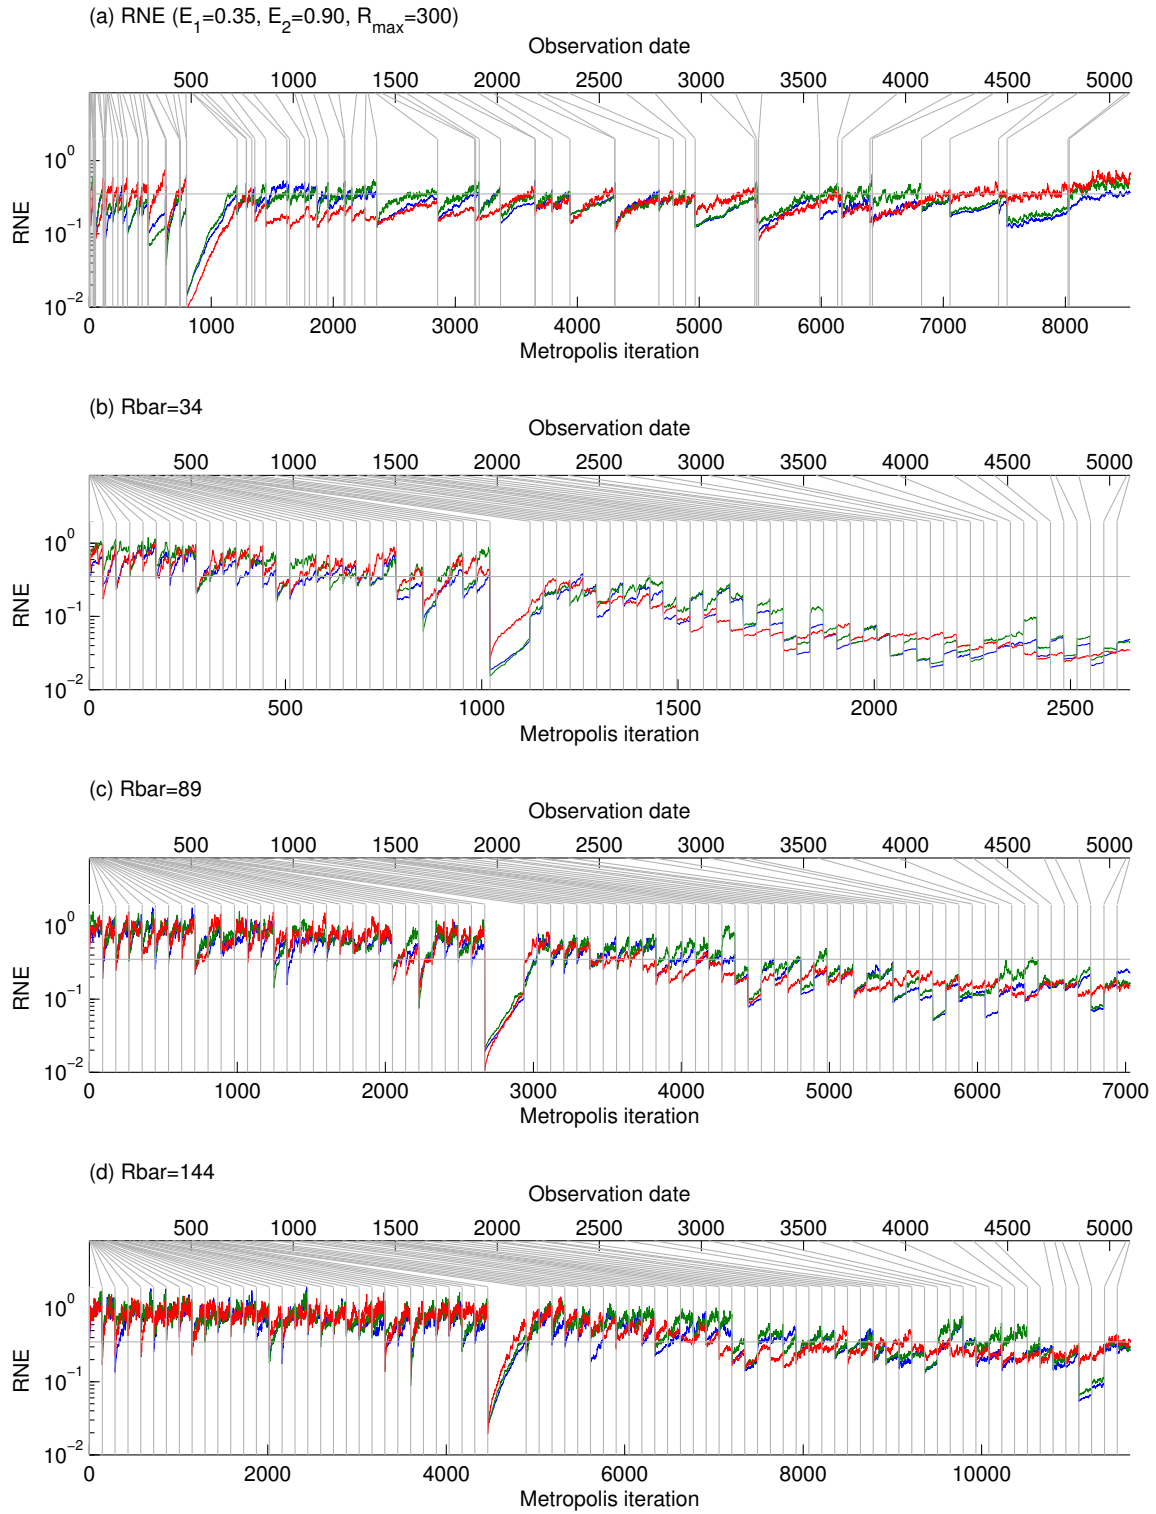 (a) RNE (E_1=0.35, E_2=0.90, R_max=300)
Observation date
500 1000 1500 2000 2500 3000 3500 4000 4500 5000
10^0
10^-1
10^-2
RNE
0 1000 2000 3000 4000 5000 6000 7000 8000
Metropolis iteration
(b) Rbar=34
Observation date
500 1000 1500 2000 2500 3000 3500 4000 4500 5000
10^0
10^-1
10^-2
RNE
0 500 1000 1500 2000 2500
Metropolis iteration
(c) Rbar=89
Observation date
500 1000 1500 2000 2500 3000 3500 4000 4500 5000
10^0
10^-1
10^-2
RNE
0 1000 2000 3000 4000 5000 6000 7000
Metropolis iteration
(d) Rbar=144
Observation date
500 1000 1500 2000 2500 3000 3500 4000 4500 5000
10^0
10^-1
10^-2
RNE
0 2000 4000 6000 8000 10000
Metropolis iteration